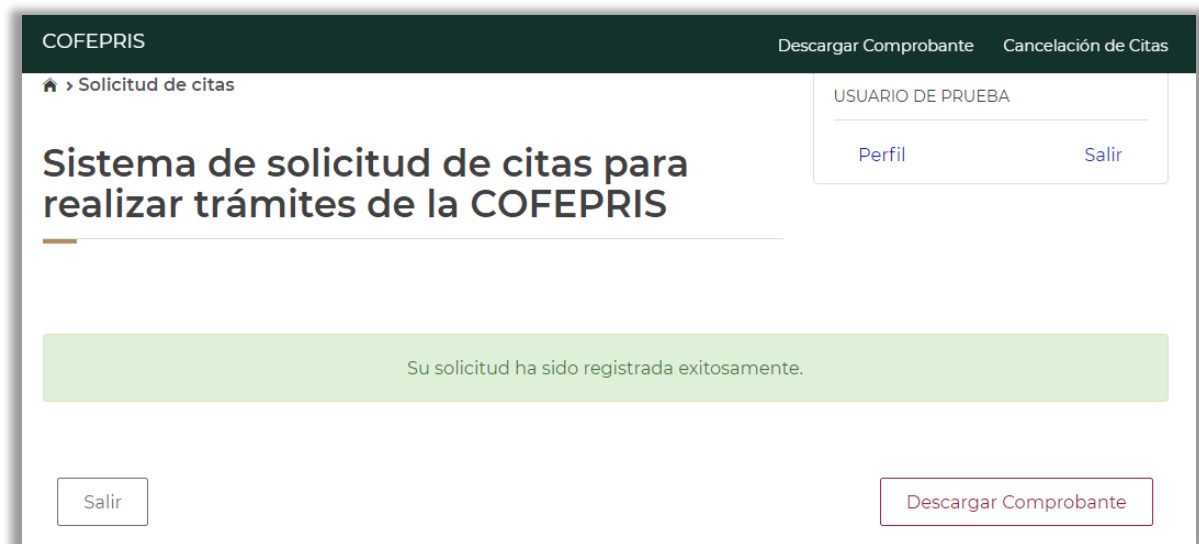 COFEPRIS
Descargar Comprobante
Cancelación de Citas
> Solicitud de citas
USUARIO DE PRUEBA
Perfil
Salir
Sistema de solicitud de citas para
realizar trámites de la COFEPRIS
Su solicitud ha sido registrada exitosamente.
Salir
Descargar Comprobante